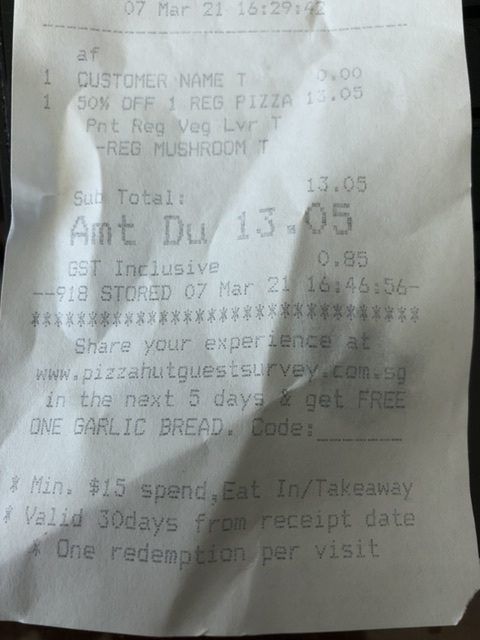 07 Mar 21 16:29:42
af
1 CUSTOMER NAME T 0.00
1 50% OFF 1 REG PIZZA 13.05
Pnt Reg Veg Lvr T
-REG MUSHROOM T
Sub Total: 13.05
Amt Du 13.05
GST Inclusive 0.85
--918 STORED 07 Mar 21 16:46:56-
**************************************
Share your experience at
www.pizzahutguestsurvey.com.sg
in the next 5 days & get FREE
ONE GARLIC BREAD. Code:________
* Min. $15 spend,Eat In/Takeaway
* Valid 30days from receipt date
* One redemption per visit